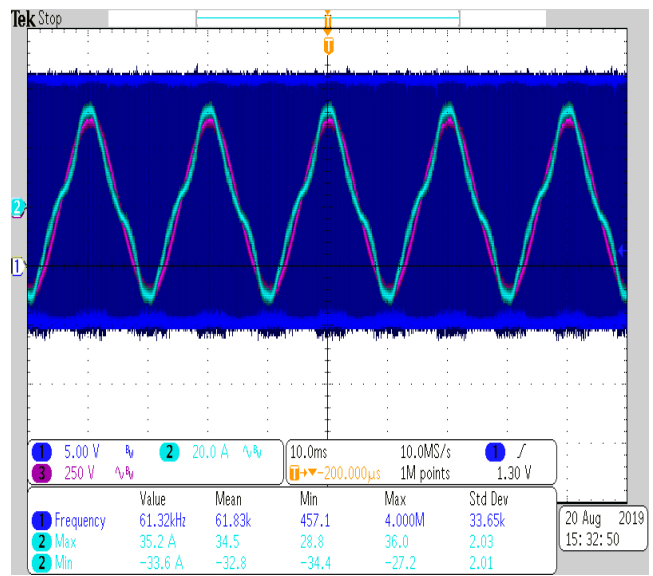 Tek Stop
T
T
2
1
1 5.00 V BW 2 20.0 A ∿BW
3 250 V ∿BW
10.0ms 10.0MS/s 1 ∫
T→▼-200.000µs 1M points 1.30 V
Value Mean Min Max Std Dev
1 Frequency 61.32kHz 61.83k 457.1 4.000M 33.65k
2 Max 35.2 A 34.5 28.8 36.0 2.03
2 Min -33.6 A -32.8 -34.4 -27.2 2.01
20 Aug 2019
15:32:50